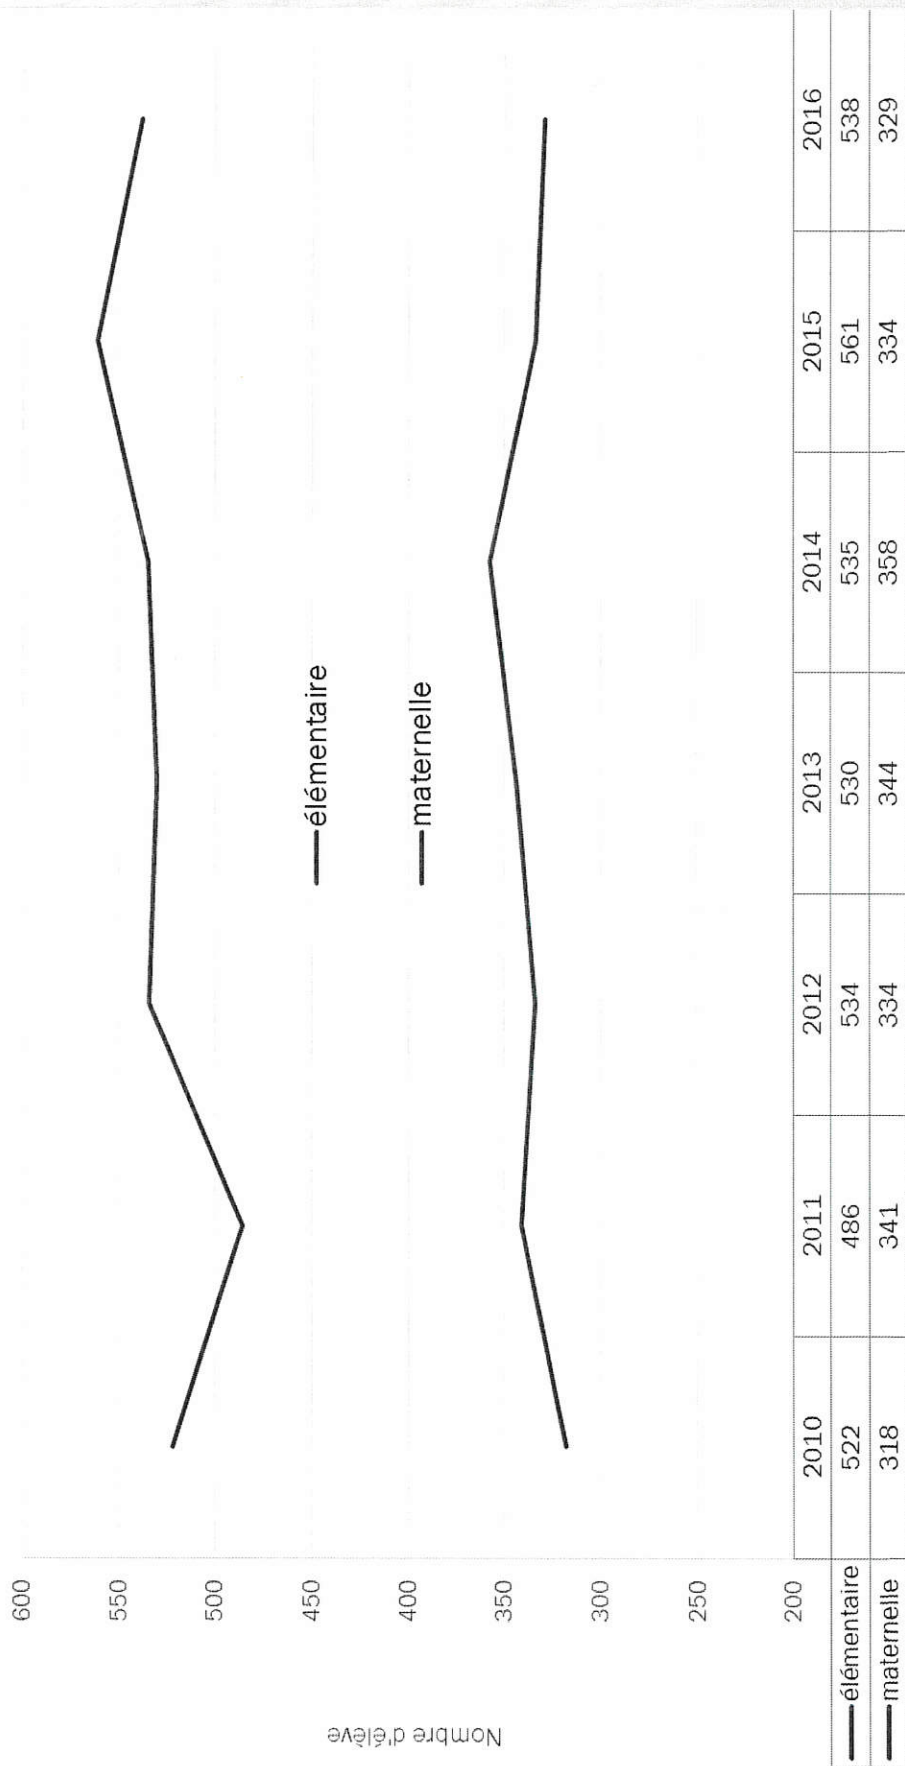 Nombre d'élève
600
550
500
450
400
350
300
200
élémentaire
maternelle
2010 2011 2012 2013 2014 2015 2016
élémentaire 522 486 534 530 535 561 538
maternelle 318 341 334 344 358 334 329